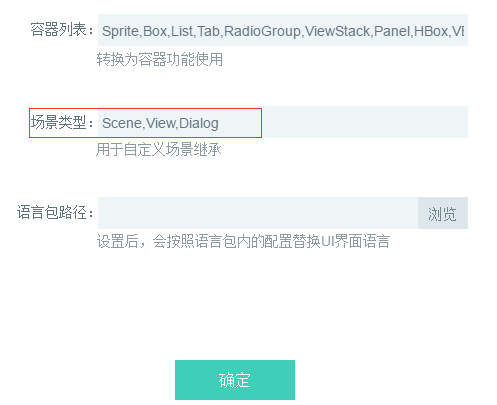 容器列表： Sprite,Box,List,Tab,RadioGroup,ViewStack,Panel,HBox,
转换为容器功能使用
场景类型： Scene,View,Dialog
用于自定义场景继承
语言包路径： 浏览
设置后，会按照语言包内的配置替换UI界面语言
确定